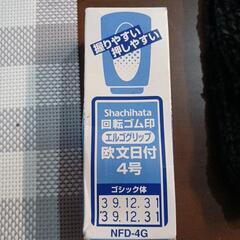 握りやすい
押しやすい
Shachihata
回転ゴム印
エルゴグリップ
欧文日付
4号
ゴシック体
39.12.31
39.12.31
NFD-4G